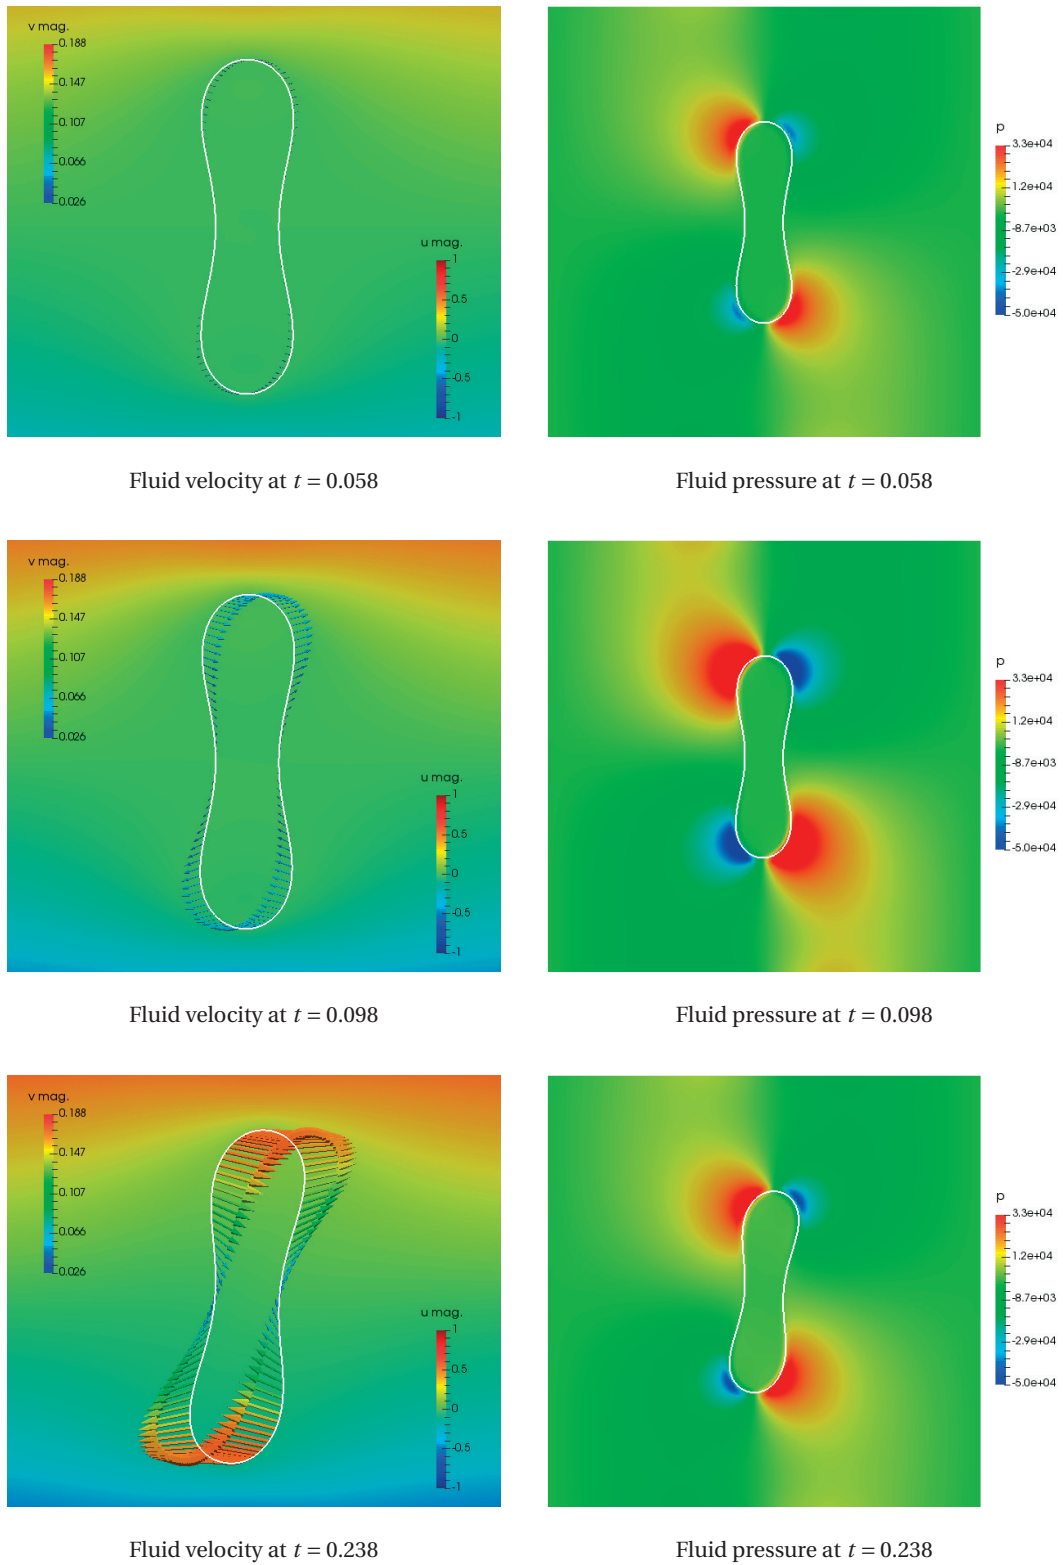 v mag.
0.188
0.147
0.107
0.066
0.026
u mag.
1
0.5
0
-0.5
-1
p
3.3e+04
1.2e+04
-8.7e+03
-2.9e+04
-5.0e+04
Fluid velocity at t = 0.058
Fluid pressure at t = 0.058
v mag.
0.188
0.147
0.107
0.066
0.026
u mag.
1
0.5
0
-0.5
-1
p
3.3e+04
1.2e+04
-8.7e+03
-2.9e+04
-5.0e+04
Fluid velocity at t = 0.098
Fluid pressure at t = 0.098
v mag.
0.188
0.147
0.107
0.066
0.026
u mag.
1
0.5
0
-0.5
-1
p
3.3e+04
1.2e+04
-8.7e+03
-2.9e+04
-5.0e+04
Fluid velocity at t = 0.238
Fluid pressure at t = 0.238